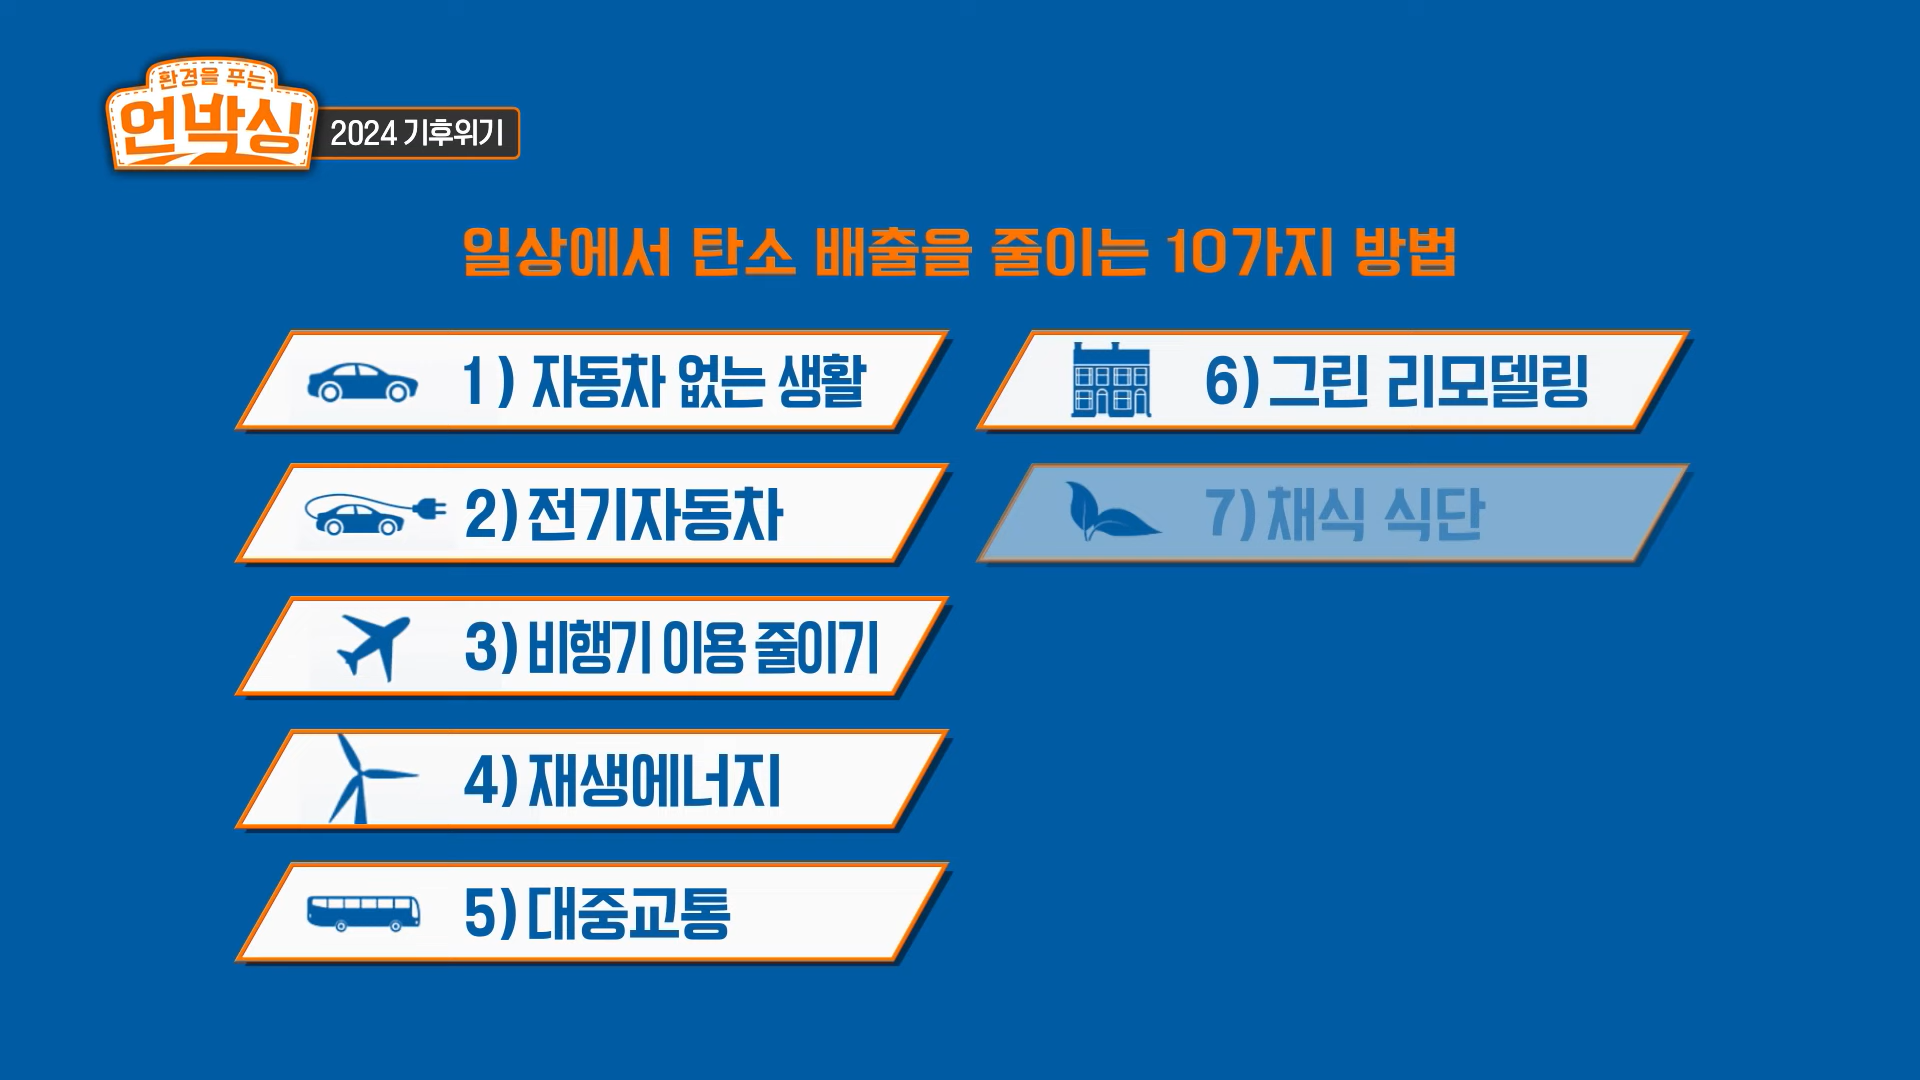 환경을 푸는
언박싱
2024 기후위기
일상에서 탄소 배출을 줄이는 10가지 방법
1) 자동차 없는 생활
2) 전기자동차
3) 비행기 이용 줄이기
4) 재생에너지
5) 대중교통
6) 그린 리모델링
7) 채식 식단